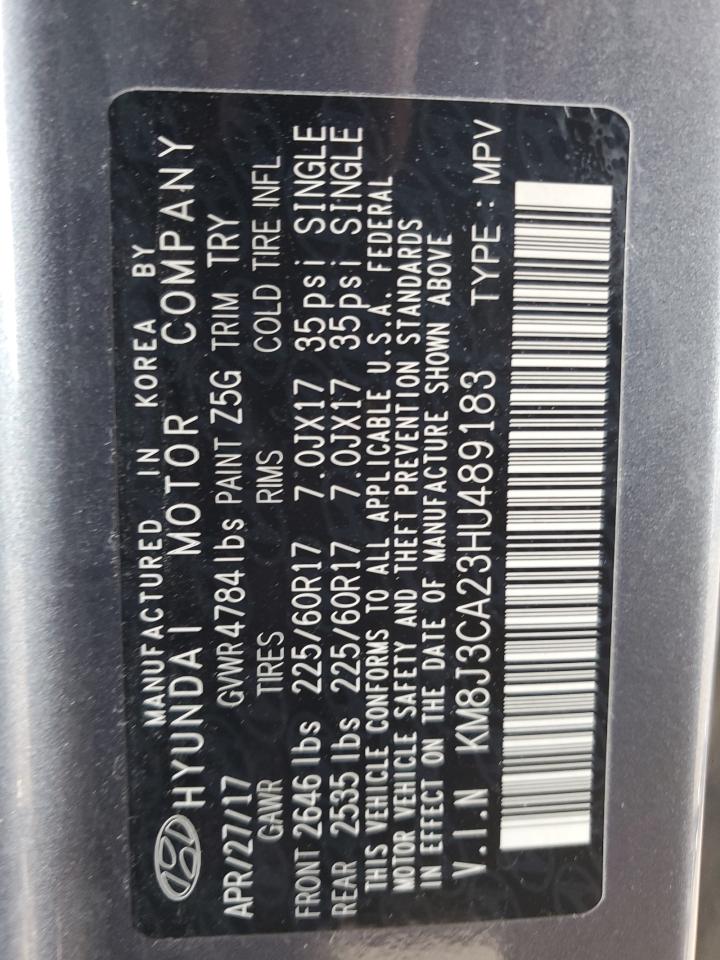 MANUFACTURED IN KOREA BY
HYUNDAI MOTOR COMPANY
APR/27/17 GVWR4784lbs PAINT Z5G TRIM TRY
GAWR TIRES RIMS COLD TIRE INFL
FRONT 2646 lbs 225/60R17 7.0JX17 35psi SINGLE
REAR 2535 lbs 225/60R17 7.0JX17 35psi SINGLE
THIS VEHICLE CONFORMS TO ALL APPLICABLE U.S.A. FEDERAL
MOTOR VEHICLE SAFETY AND THEFT PREVENTION STANDARDS
IN EFFECT ON THE DATE OF MANUFACTURE SHOWN ABOVE
V.I.N KM8J3CA23HU489183 TYPE : MPV